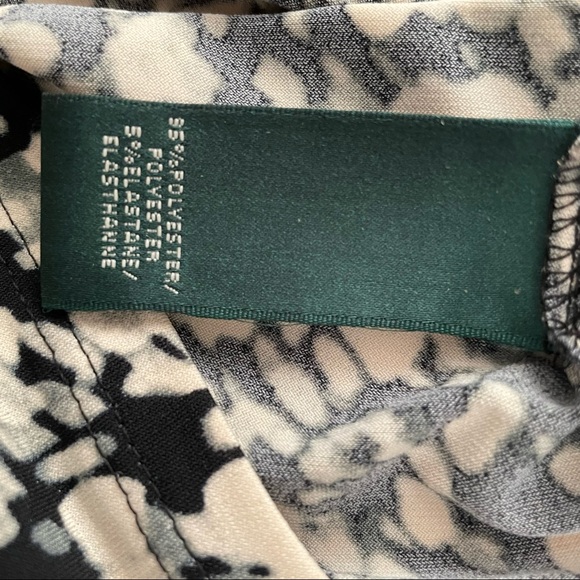 95%POLYESTER/
POLYESTER
5%ELASTANE/
ELASTHANNE